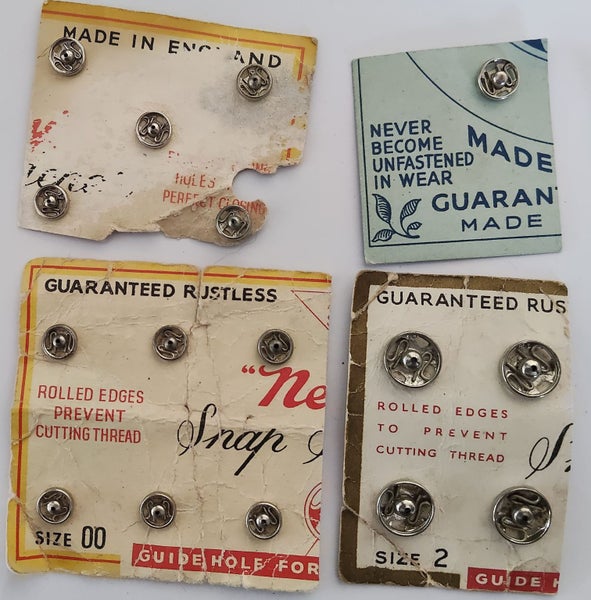 MADE IN ENGLAND
HOLES
PERFECT CLOSING
NEVER
BECOME
UNFASTENED
IN WEAR
MADE
GUARAN
MADE
GUARANTEED RUSTLESS
"Ne
ROLLED EDGES
PREVENT
CUTTING THREAD
Snap
SIZE 00
GUIDE HOLE FOR
GUARANTEED RUS
ROLLED EDGES
TO PREVENT
CUTTING THREAD
S
SIZE 2
GUIDE H